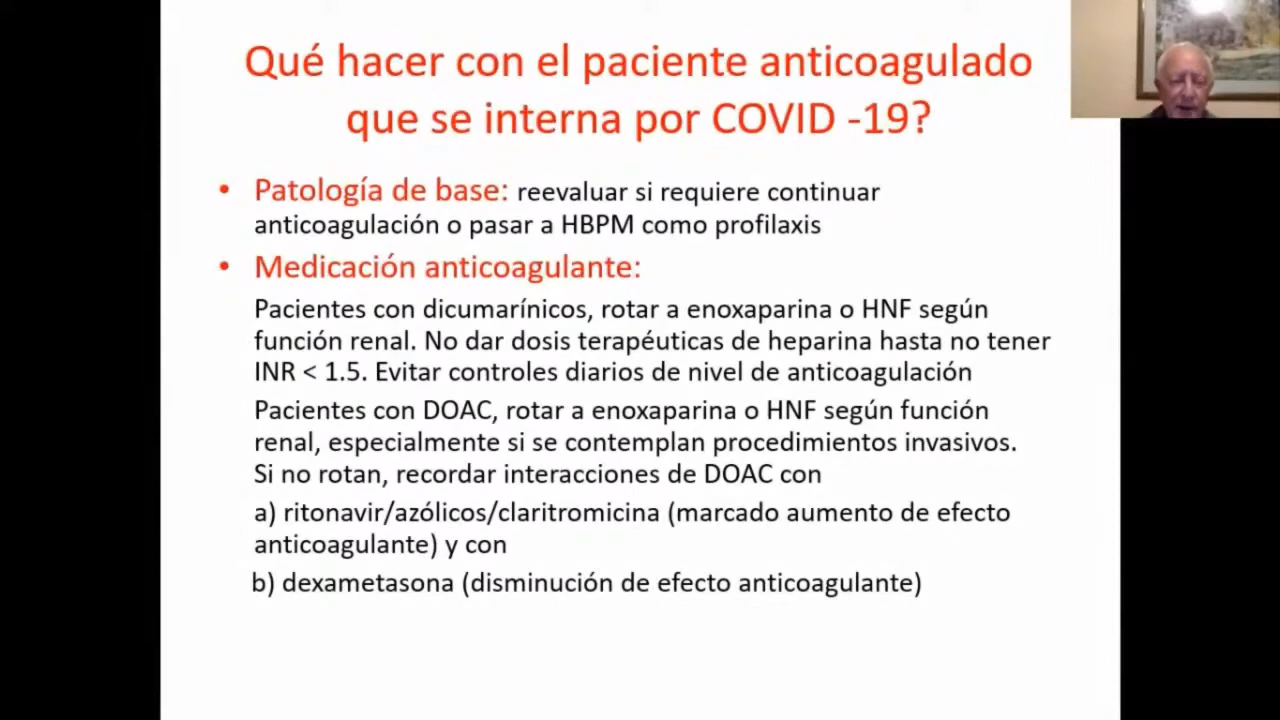 Qué hacer con el paciente anticoagulado
que se interna por COVID -19?
• Patología de base: reevaluar si requiere continuar
anticoagulación o pasar a HBPM como profilaxis
• Medicación anticoagulante:
Pacientes con dicumarínicos, rotar a enoxaparina o HNF según
función renal. No dar dosis terapéuticas de heparina hasta no tener
INR < 1.5. Evitar controles diarios de nivel de anticoagulación
Pacientes con DOAC, rotar a enoxaparina o HNF según función
renal, especialmente si se contemplan procedimientos invasivos.
Si no rotan, recordar interacciones de DOAC con
a) ritonavir/azólicos/claritromicina (marcado aumento de efecto
anticoagulante) y con
b) dexametasona (disminución de efecto anticoagulante)